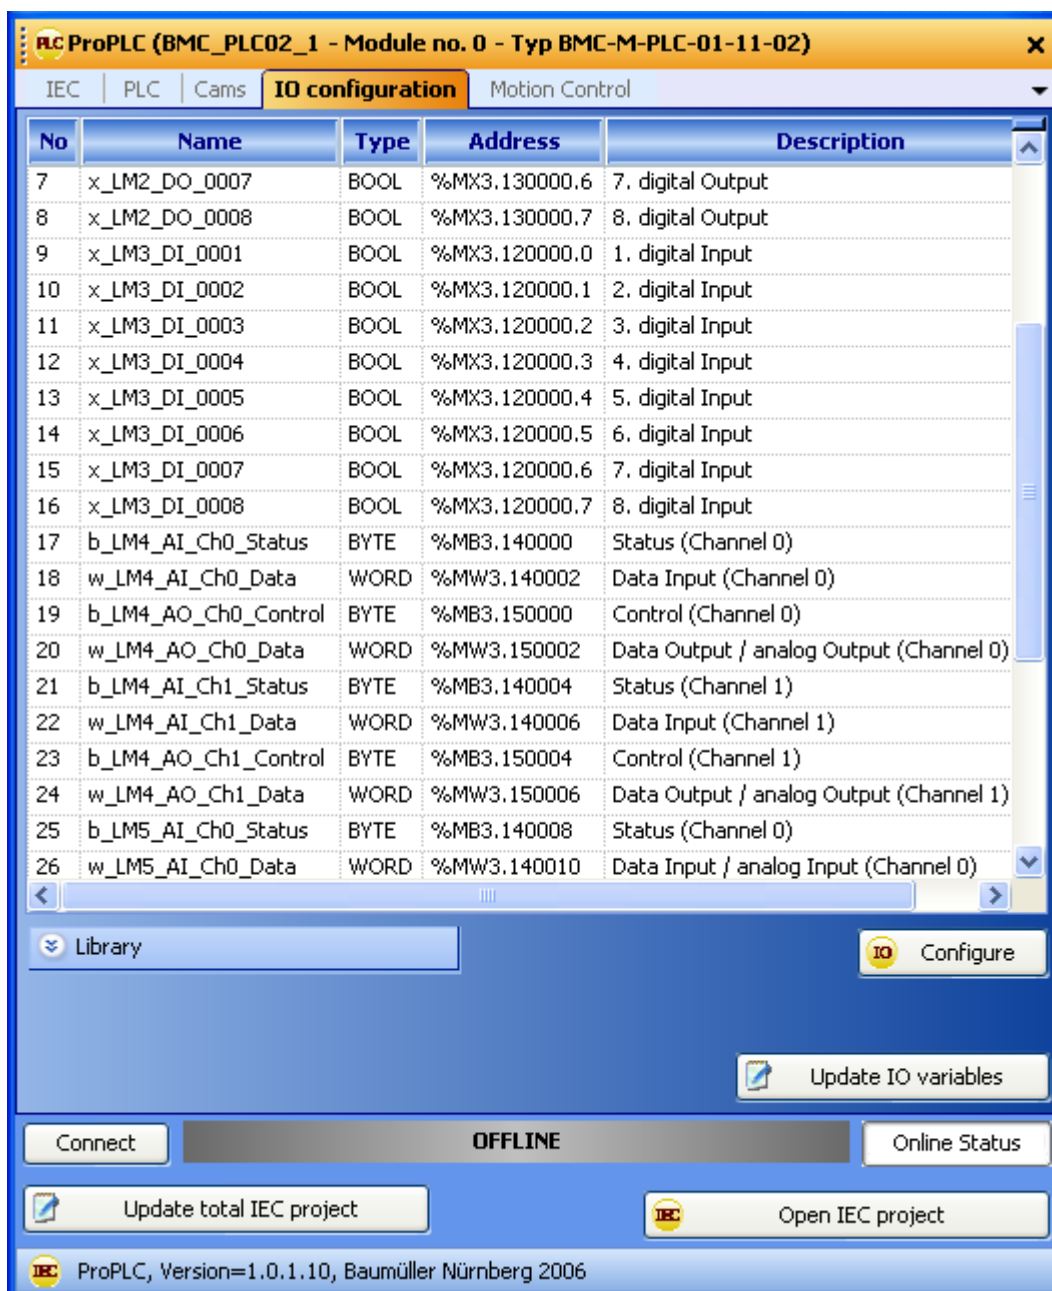 PLC ProPLC (BMC_PLC02_1 - Module no. 0 - Typ BMC-M-PLC-01-11-02)
IEC PLC Cams IO configuration Motion Control
No Name Type Address Description
7 x_LM2_DO_0007 BOOL %MX3.130000.6 7. digital Output
8 x_LM2_DO_0008 BOOL %MX3.130000.7 8. digital Output
9 x_LM3_DI_0001 BOOL %MX3.120000.0 1. digital Input
10 x_LM3_DI_0002 BOOL %MX3.120000.1 2. digital Input
11 x_LM3_DI_0003 BOOL %MX3.120000.2 3. digital Input
12 x_LM3_DI_0004 BOOL %MX3.120000.3 4. digital Input
13 x_LM3_DI_0005 BOOL %MX3.120000.4 5. digital Input
14 x_LM3_DI_0006 BOOL %MX3.120000.5 6. digital Input
15 x_LM3_DI_0007 BOOL %MX3.120000.6 7. digital Input
16 x_LM3_DI_0008 BOOL %MX3.120000.7 8. digital Input
17 b_LM4_AI_Ch0_Status BYTE %MB3.140000 Status (Channel 0)
18 w_LM4_AI_Ch0_Data WORD %MW3.140002 Data Input (Channel 0)
19 b_LM4_AO_Ch0_Control BYTE %MB3.150000 Control (Channel 0)
20 w_LM4_AO_Ch0_Data WORD %MW3.150002 Data Output / analog Output (Channel 0)
21 b_LM4_AI_Ch1_Status BYTE %MB3.140004 Status (Channel 1)
22 w_LM4_AI_Ch1_Data WORD %MW3.140006 Data Input (Channel 1)
23 b_LM4_AO_Ch1_Control BYTE %MB3.150004 Control (Channel 1)
24 w_LM4_AO_Ch1_Data WORD %MW3.150006 Data Output / analog Output (Channel 1)
25 b_LM5_AI_Ch0_Status BYTE %MB3.140008 Status (Channel 0)
26 w_LM5_AI_Ch0_Data WORD %MW3.140010 Data Input / analog Input (Channel 0)
Library
IO Configure
Update IO variables
Connect OFFLINE Online Status
Update total IEC project
IEC Open IEC project
IEC ProPLC, Version=1.0.1.10, Baumüller Nürnberg 2006